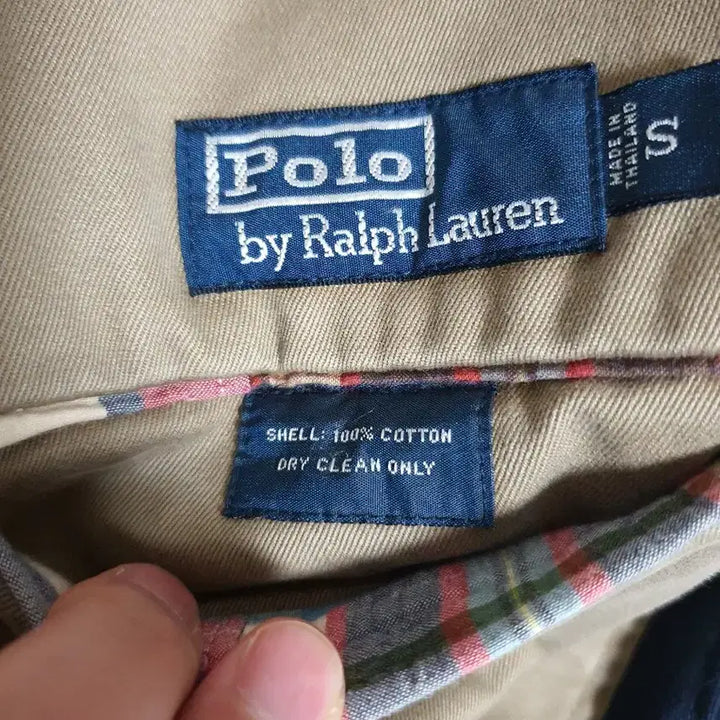 Polo
by Ralph Lauren
MADE IN
THAILAND
S
SHELL: 100% COTTON
DRY CLEAN ONLY